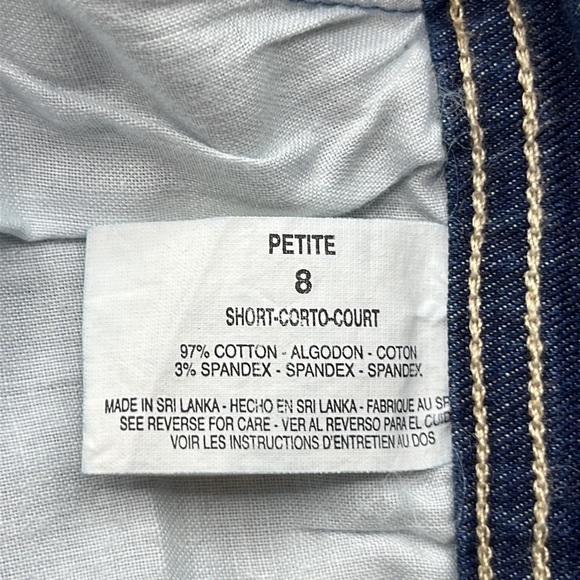 PETITE
8
SHORT-CORTO-COURT
97% COTTON - ALGODON - COTON
3% SPANDEX - SPANDEX - SPANDEX
MADE IN SRI LANKA - HECHO EN SRI LANKA - FABRIQUE AU
SEE REVERSE FOR CARE - VER AL REVERSO PARA EL
VOIR LES INSTRUCTIONS D'ENTRETIEN AU DOS